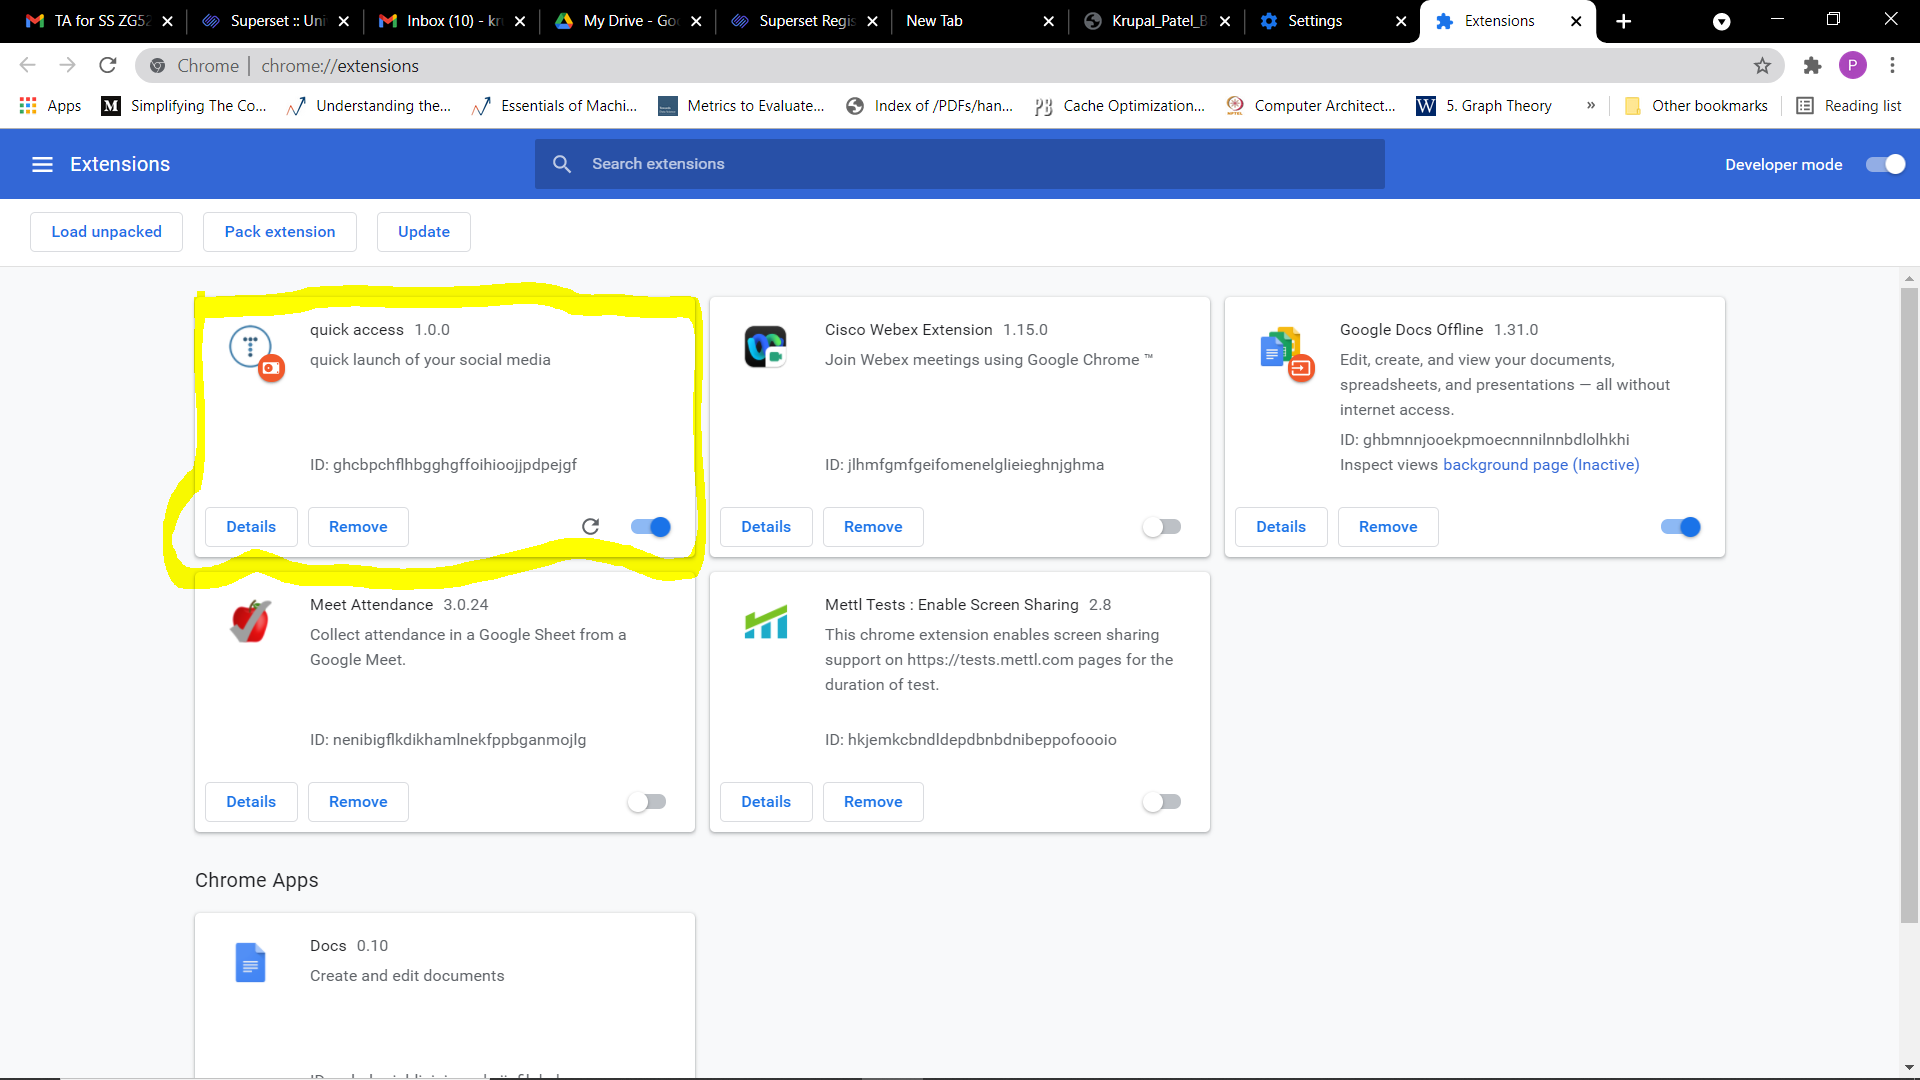 TA for SS ZG52
Superset :: Uni
Inbox (10) - kr
My Drive - Goo
Superset Regis
New Tab
Krupal_Patel_B
Settings
Extensions
Chrome | chrome://extensions
P
Apps
M Simplifying The Co...
Understanding the...
Essentials of Machi...
Metrics to Evaluate...
Index of /PDFs/han...
Cache Optimization...
Computer Architect...
W 5. Graph Theory
»
Other bookmarks
Reading list
Extensions
Search extensions
Developer mode
Load unpacked
Pack extension
Update
quick access 1.0.0
quick launch of your social media
ID: ghcbpchflhbgghgffoihioojjpdpejgf
Details
Remove
Cisco Webex Extension 1.15.0
Join Webex meetings using Google Chrome ™
ID: jlhmfgmfgeifomenelglieieghnjghma
Details
Remove
Google Docs Offline 1.31.0
Edit, create, and view your documents,
spreadsheets, and presentations — all without
internet access.
ID: ghbmnnjooekpmoecnnnilnnbdlolhkhi
Inspect views background page (Inactive)
Details
Remove
Meet Attendance 3.0.24
Collect attendance in a Google Sheet from a
Google Meet.
ID: nenibigflkdikhamlnekfppbganmojlg
Details
Remove
Mettl Tests : Enable Screen Sharing 2.8
This chrome extension enables screen sharing
support on https://tests.mettl.com pages for the
duration of test.
ID: hkjemkcbndldepdbnbdnibeppofoooio
Details
Remove
Chrome Apps
Docs 0.10
Create and edit documents